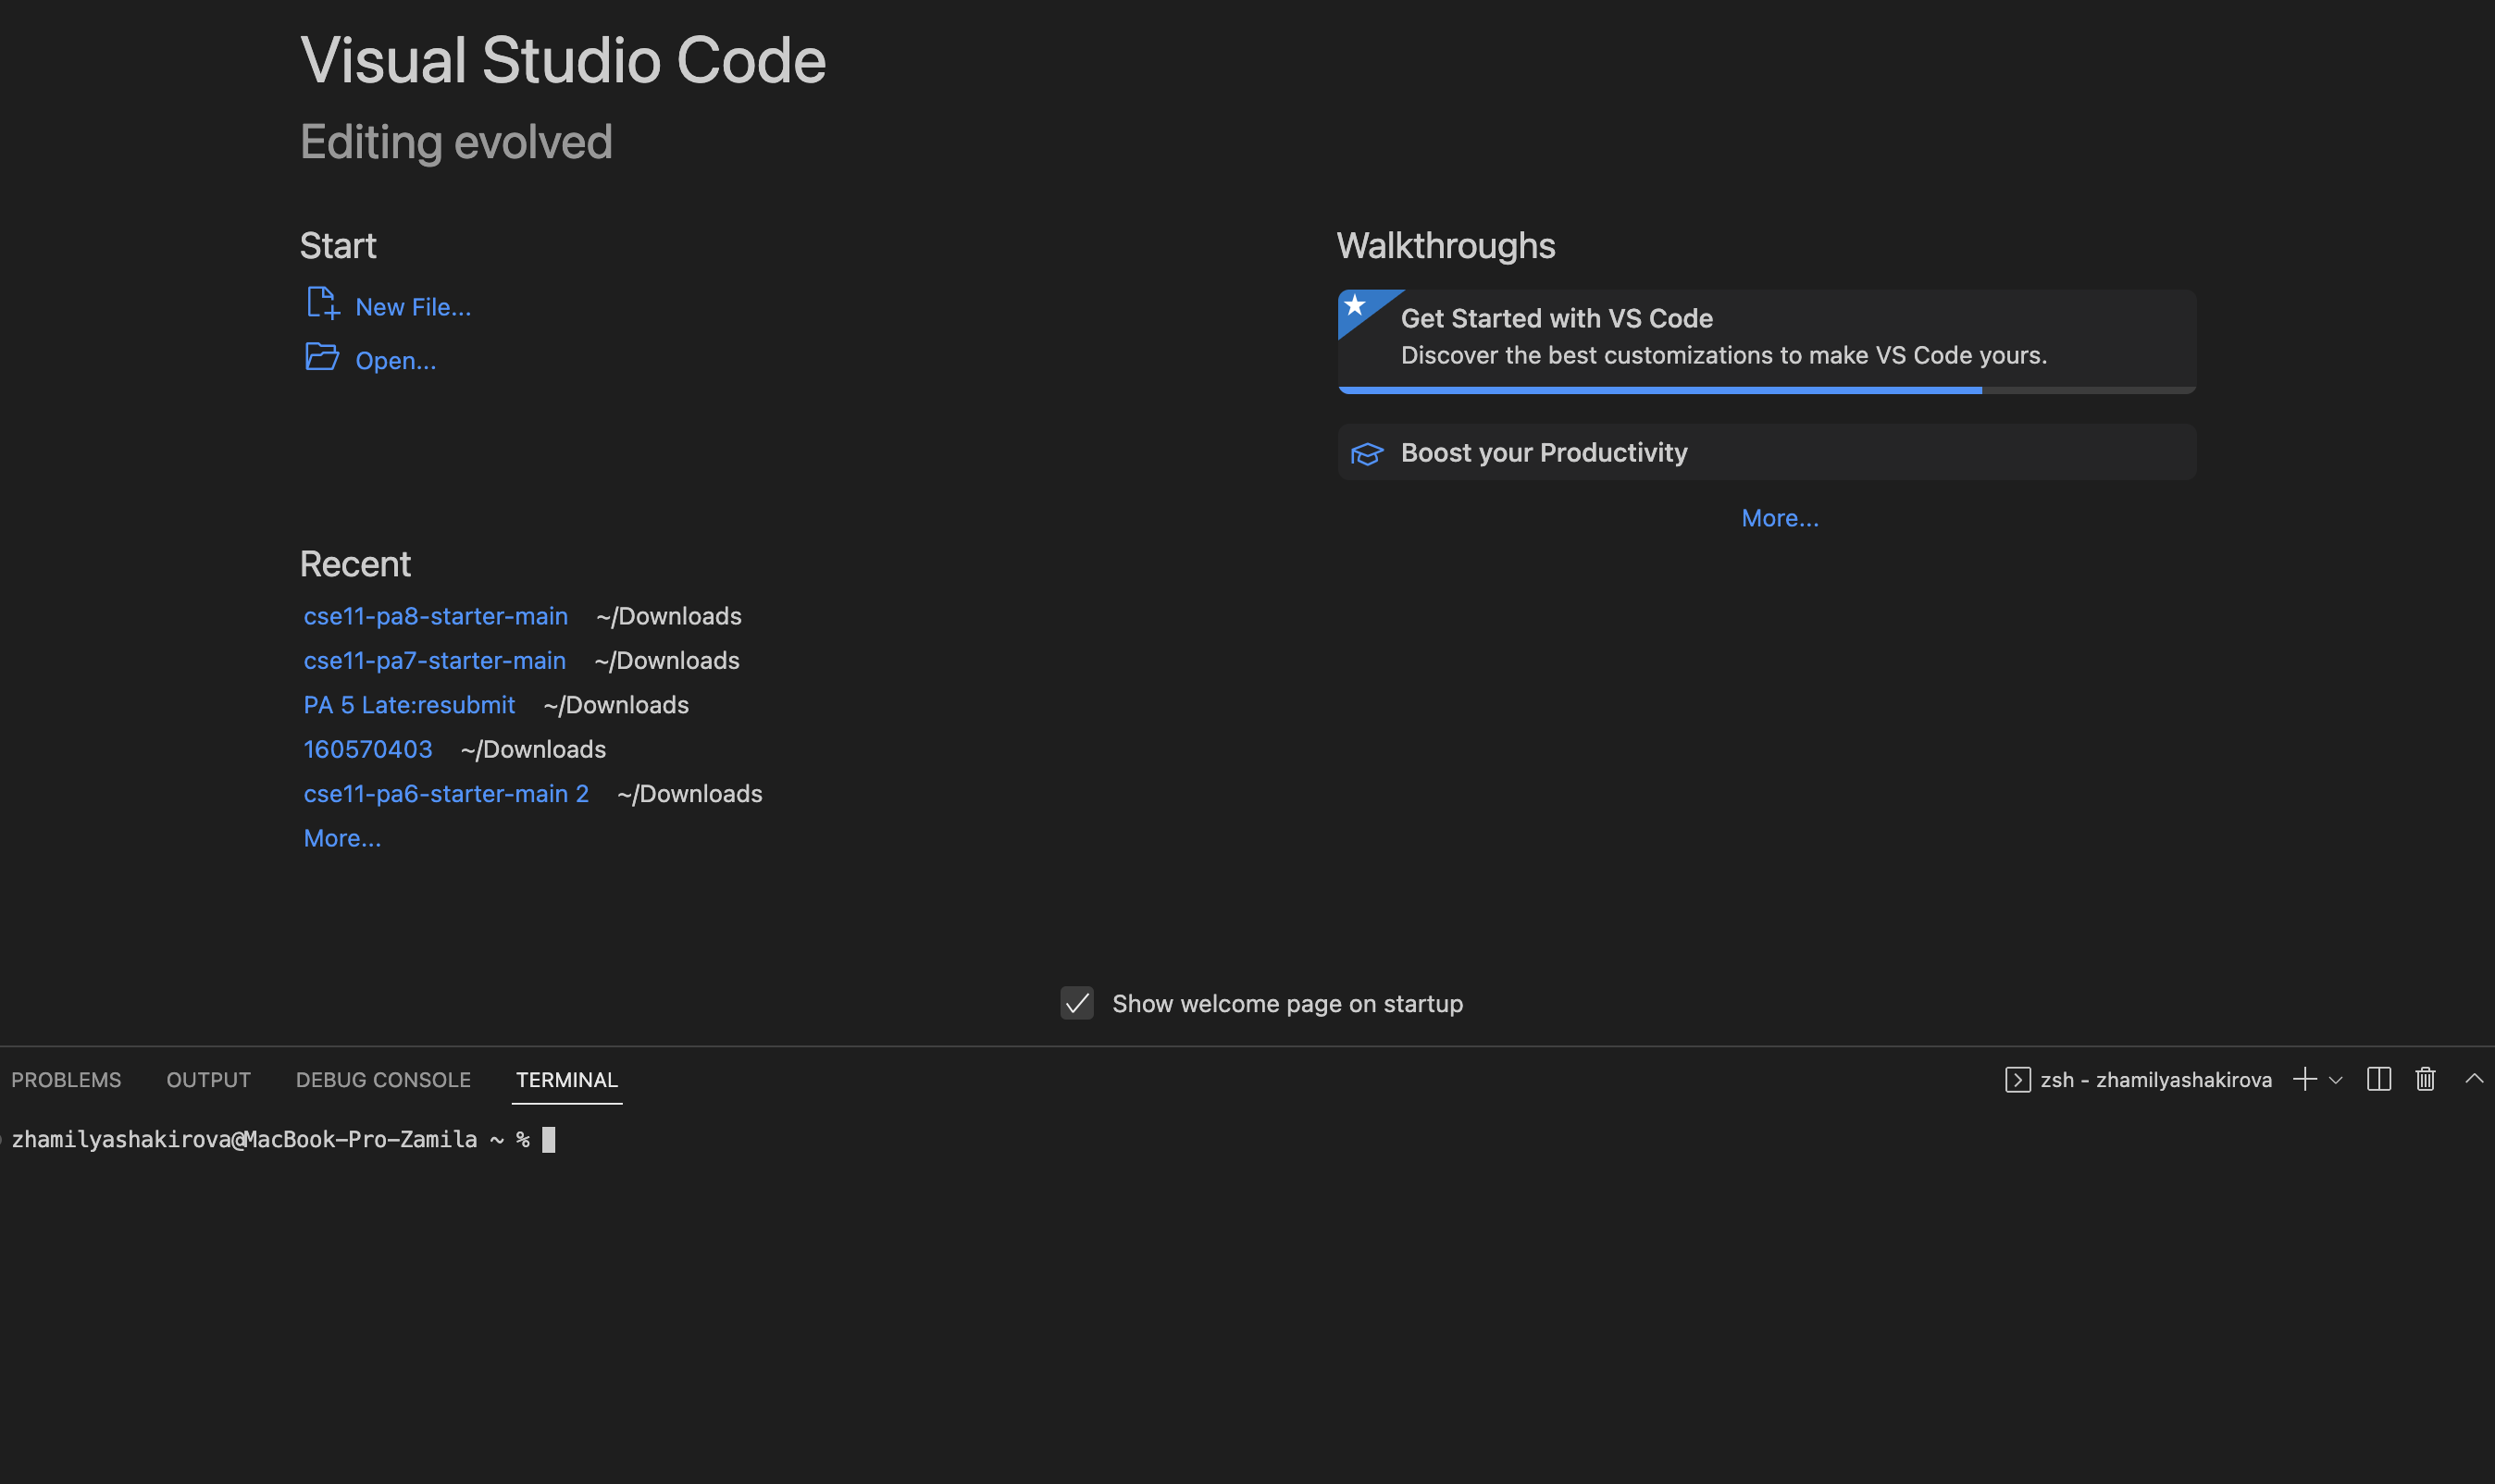 Visual Studio Code
Editing evolved
Start
New File...
Open...
Recent
cse11-pa8-starter-main ~/Downloads
cse11-pa7-starter-main ~/Downloads
PA 5 Late:resubmit ~/Downloads
160570403 ~/Downloads
cse11-pa6-starter-main 2 ~/Downloads
More...
Walkthroughs
Get Started with VS Code
Discover the best customizations to make VS Code yours.
Boost your Productivity
More...
Show welcome page on startup
PROBLEMS OUTPUT DEBUG CONSOLE TERMINAL zsh - zhamilyashakirova
zhamilyashakirova@MacBook-Pro-Zamila ~ %